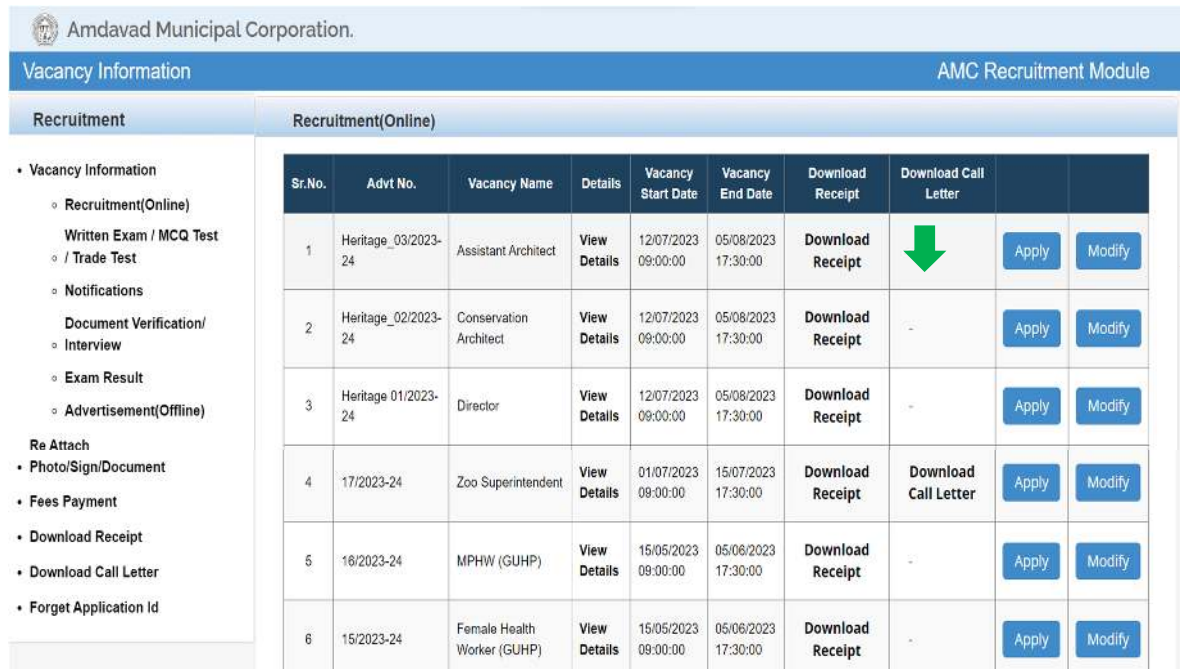 Amdavad Municipal Corporation.
Vacancy Information
AMC Recruitment Module
Recruitment
• Vacancy Information
◦ Recruitment(Online)
Written Exam / MCQ Test
◦ / Trade Test
◦ Notifications
Document Verification/
◦ Interview
◦ Exam Result
◦ Advertisement(Offline)
Re Attach
• Photo/Sign/Document
• Fees Payment
• Download Receipt
• Download Call Letter
• Forget Application Id
Recruitment(Online)
Sr.No. Advt No. Vacancy Name Details Vacancy Start Date Vacancy End Date Download Receipt Download Call Letter
1 Heritage_03/2023-24 Assistant Architect View Details 12/07/2023 09:00:00 05/08/2023 17:30:00 Download Receipt Apply Modify
2 Heritage_02/2023-24 Conservation Architect View Details 12/07/2023 09:00:00 05/08/2023 17:30:00 Download Receipt - Apply Modify
3 Heritage 01/2023-24 Director View Details 12/07/2023 09:00:00 05/08/2023 17:30:00 Download Receipt - Apply Modify
4 17/2023-24 Zoo Superintendent View Details 01/07/2023 09:00:00 15/07/2023 17:30:00 Download Receipt Download Call Letter Apply Modify
5 16/2023-24 MPHW (GUHP) View Details 15/05/2023 09:00:00 05/06/2023 17:30:00 Download Receipt - Apply Modify
6 15/2023-24 Female Health Worker (GUHP) View Details 15/05/2023 09:00:00 05/06/2023 17:30:00 Download Receipt - Apply Modify